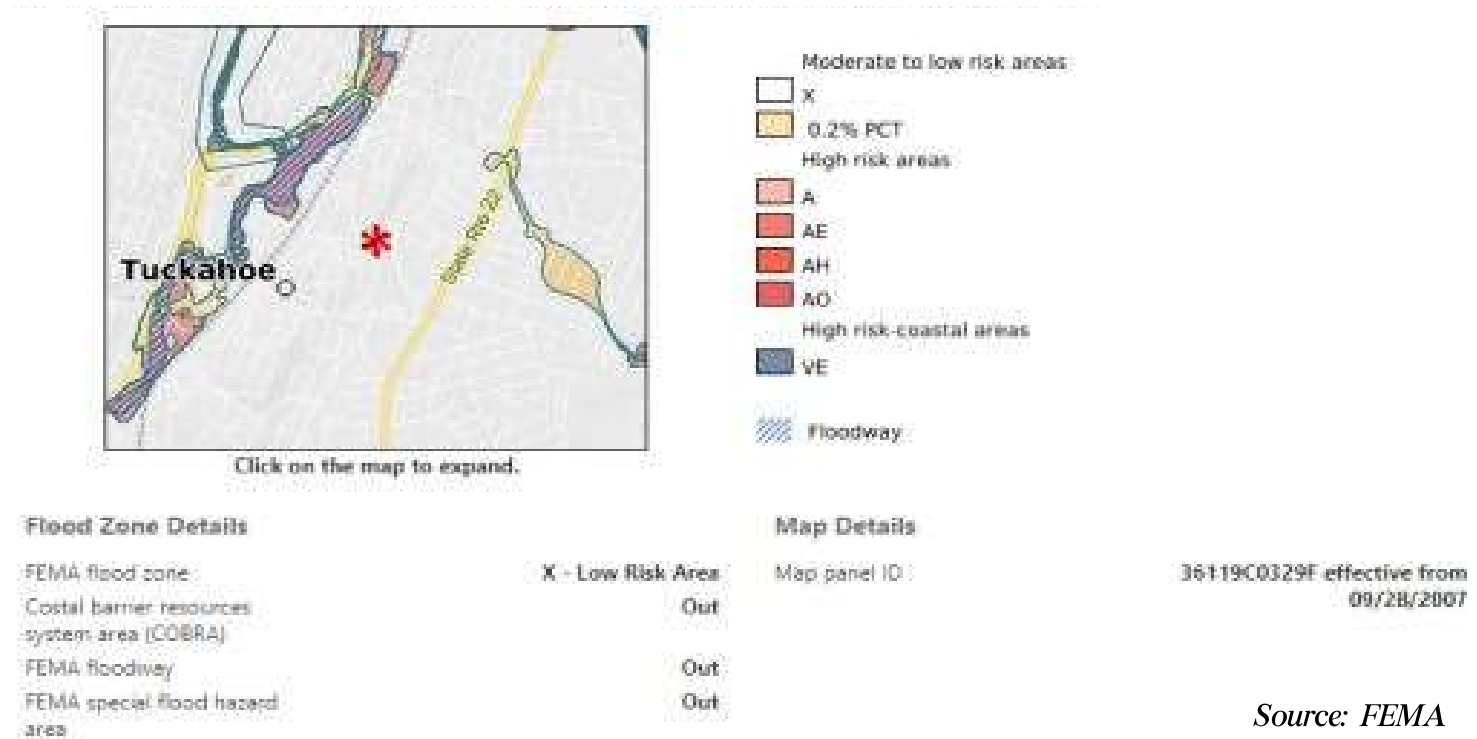 Tuckahoe
State Rte 22
Click on the map to expand.
Moderate to low risk areas
X
0.2% PCT
High risk areas
A
AE
AH
AO
High risk-coastal areas
VE
Floodway
Flood Zone Details
FEMA flood zone
X - Low Risk Area
Costal barrier resources
system area (COBRA)
Out
FEMA floodway
Out
FEMA special flood hazard
area
Out
Map Details
Map panel ID
36119C0329F effective from
09/28/2007
Source: FEMA